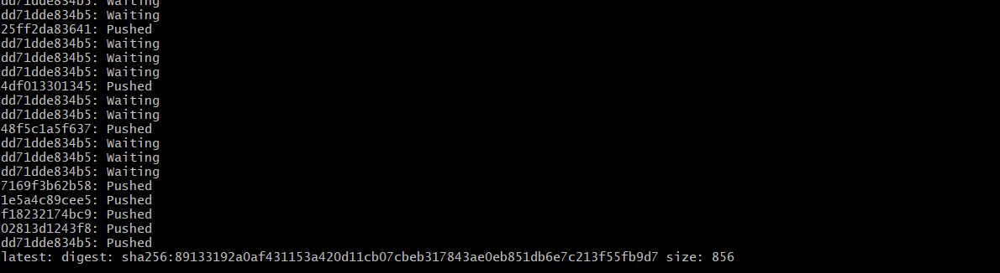 dd71dde834b5: Waiting
dd71dde834b5: Waiting
25ff2da83641: Pushed
dd71dde834b5: Waiting
dd71dde834b5: Waiting
dd71dde834b5: Waiting
4df013301345: Pushed
dd71dde834b5: Waiting
dd71dde834b5: Waiting
48f5c1a5f637: Pushed
dd71dde834b5: Waiting
dd71dde834b5: Waiting
dd71dde834b5: Waiting
7169f3b62b58: Pushed
1e5a4c89cee5: Pushed
f18232174bc9: Pushed
02813d1243f8: Pushed
dd71dde834b5: Pushed
latest: digest: sha256:89133192a0af431153a420d11cb07cbeb317843ae0eb851db6e7c213f55fb9d7 size: 856